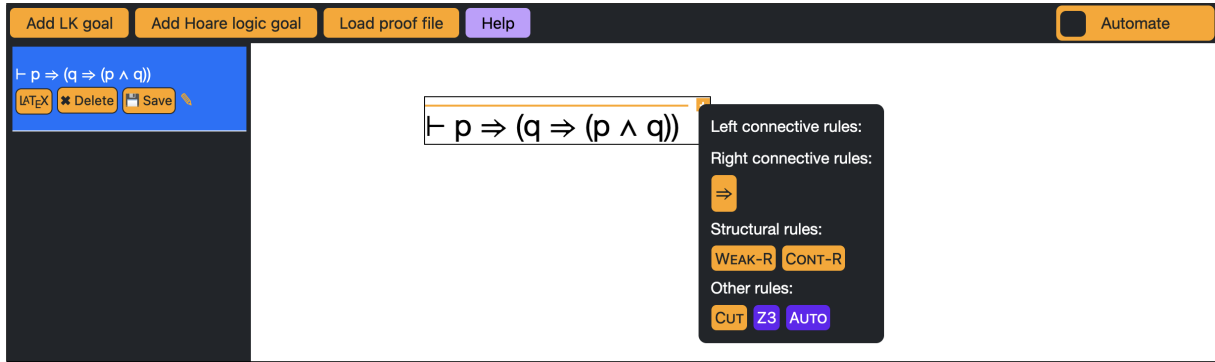 Add LK goal Add Hoare logic goal Load proof file Help Automate
⊢ p ⇒ (q ⇒ (p ∧ q))
LATEX ✖ Delete 💾 Save ✎
⊢ p ⇒ (q ⇒ (p ∧ q))
Left connective rules:
Right connective rules:
⇒
Structural rules:
WEAK-R CONT-R
Other rules:
CUT Z3 AUTO